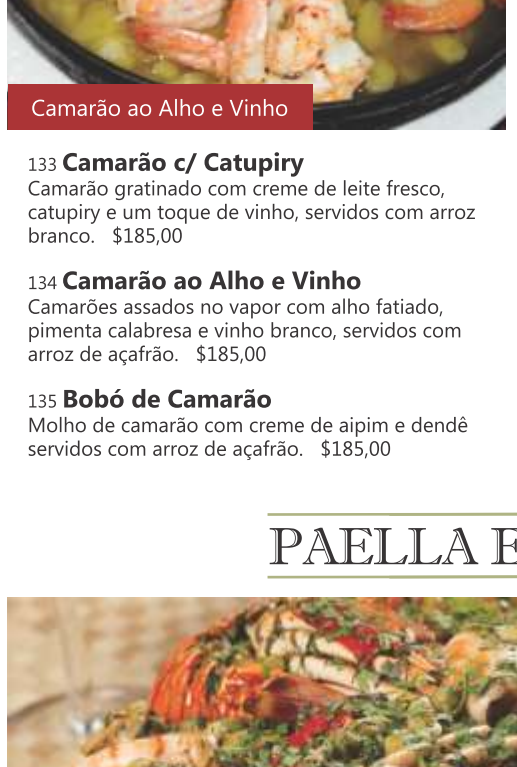 Camarão ao Alho e Vinho
133 Camarão c/ Catupiry
Camarão gratinado com creme de leite fresco,
catupiry e um toque de vinho, servidos com arroz
branco. $185,00
134 Camarão ao Alho e Vinho
Camarões assados no vapor com alho fatiado,
pimenta calabresa e vinho branco, servidos com
arroz de açafrão. $185,00
135 Bobó de Camarão
Molho de camarão com creme de aipim e dendê
servidos com arroz de açafrão. $185,00
PAELLA E